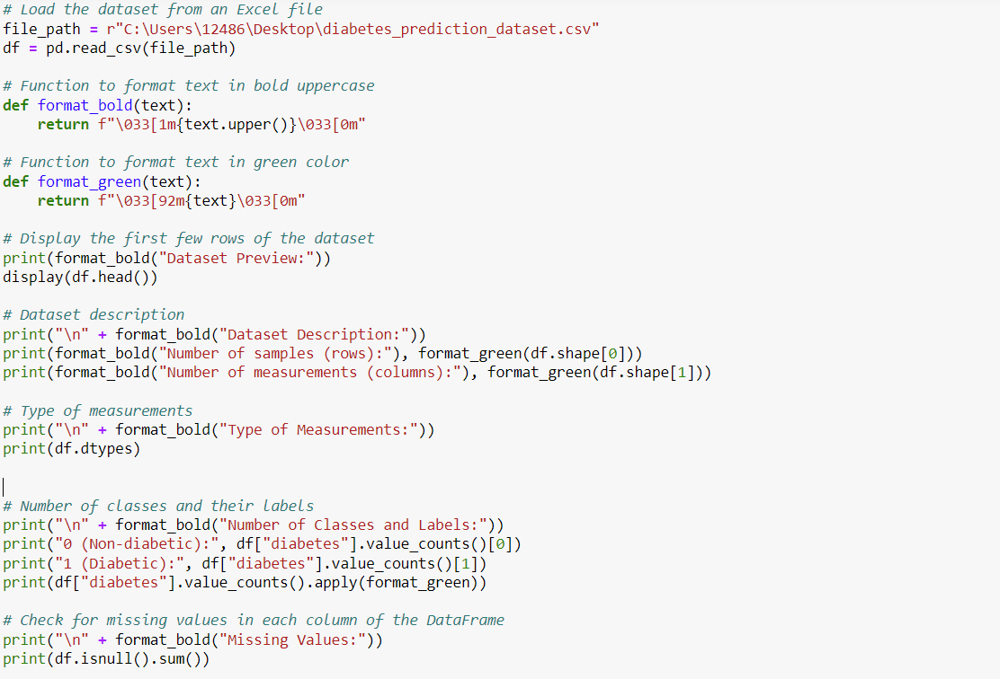 # Load the dataset from an Excel file
file_path = r"C:\Users\12486\Desktop\diabetes_prediction_dataset.csv"
df = pd.read_csv(file_path)
# Function to format text in bold uppercase
def format_bold(text):
    return f"\033[1m{text.upper()}\033[0m"
# Function to format text in green color
def format_green(text):
    return f"\033[92m{text}\033[0m"
# Display the first few rows of the dataset
print(format_bold("Dataset Preview:"))
display(df.head())
# Dataset description
print("\n" + format_bold("Dataset Description:"))
print(format_bold("Number of samples (rows):"), format_green(df.shape[0]))
print(format_bold("Number of measurements (columns):"), format_green(df.shape[1]))
# Type of measurements
print("\n" + format_bold("Type of Measurements:"))
print(df.dtypes)
# Number of classes and their labels
print("\n" + format_bold("Number of Classes and Labels:"))
print("0 (Non-diabetic):", df["diabetes"].value_counts()[0])
print("1 (Diabetic):", df["diabetes"].value_counts()[1])
print(df["diabetes"].value_counts().apply(format_green))
# Check for missing values in each column of the DataFrame
print("\n" + format_bold("Missing Values:"))
print(df.isnull().sum())